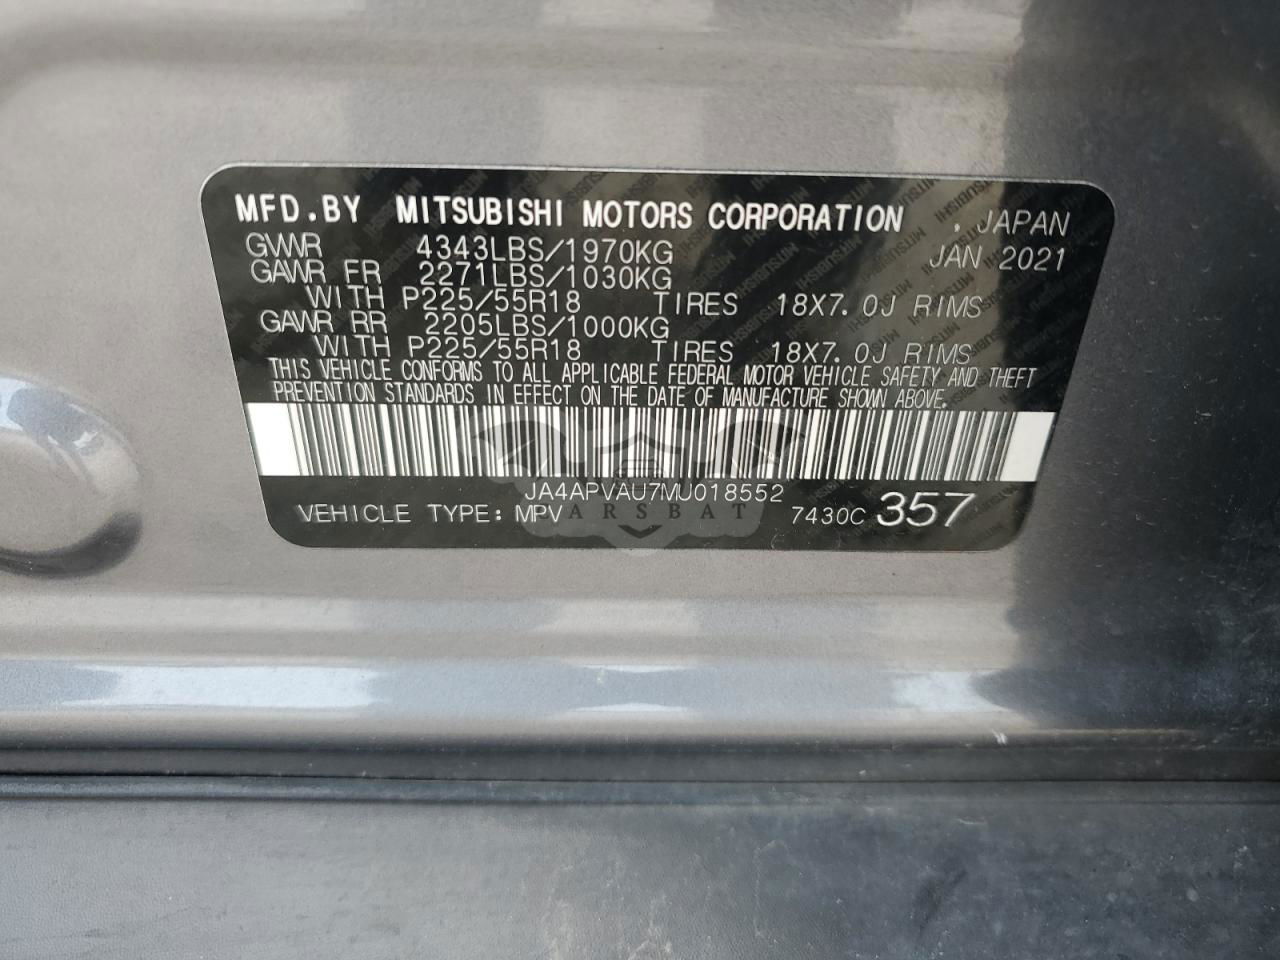 MFD.BY MITSUBISHI MOTORS CORPORATION . JAPAN
GVWR 4343LBS/1970KG JAN 2021
GAWR FR 2271LBS/1030KG
WITH P225/55R18 TIRES 18X7.0J RIMS
GAWR RR 2205LBS/1000KG
WITH P225/55R18 TIRES 18X7.0J RIMS
THIS VEHICLE CONFORMS TO ALL APPLICABLE FEDERAL MOTOR VEHICLE SAFETY AND THEFT
PREVENTION STANDARDS IN EFFECT ON THE DATE OF MANUFACTURE SHOWN ABOVE.
JA4APVAU7MU018552
VEHICLE TYPE: MPV 7430C 357
CARSBAT